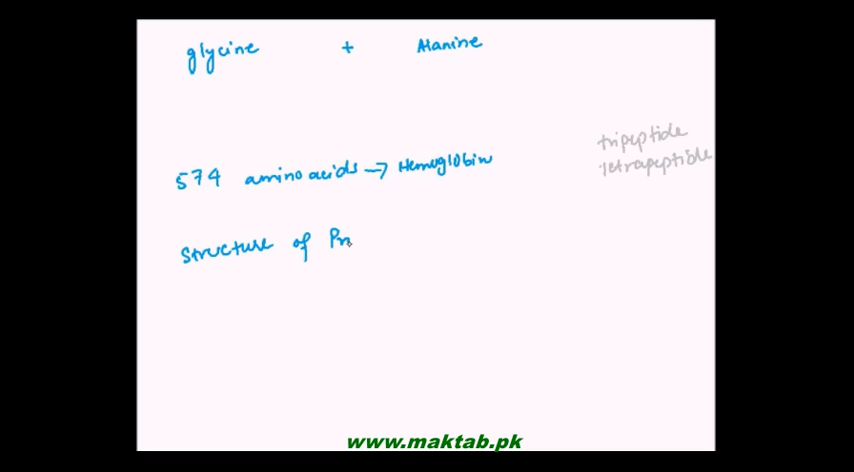 glycine + Alanine
tripeptide
Tetrapeptide
574 amino acids → Hemoglobin
Structure of Pr
www.maktab.pk